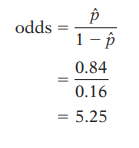 odds = p̂ / (1 − p̂)
= 0.84 / 0.16
= 5.25